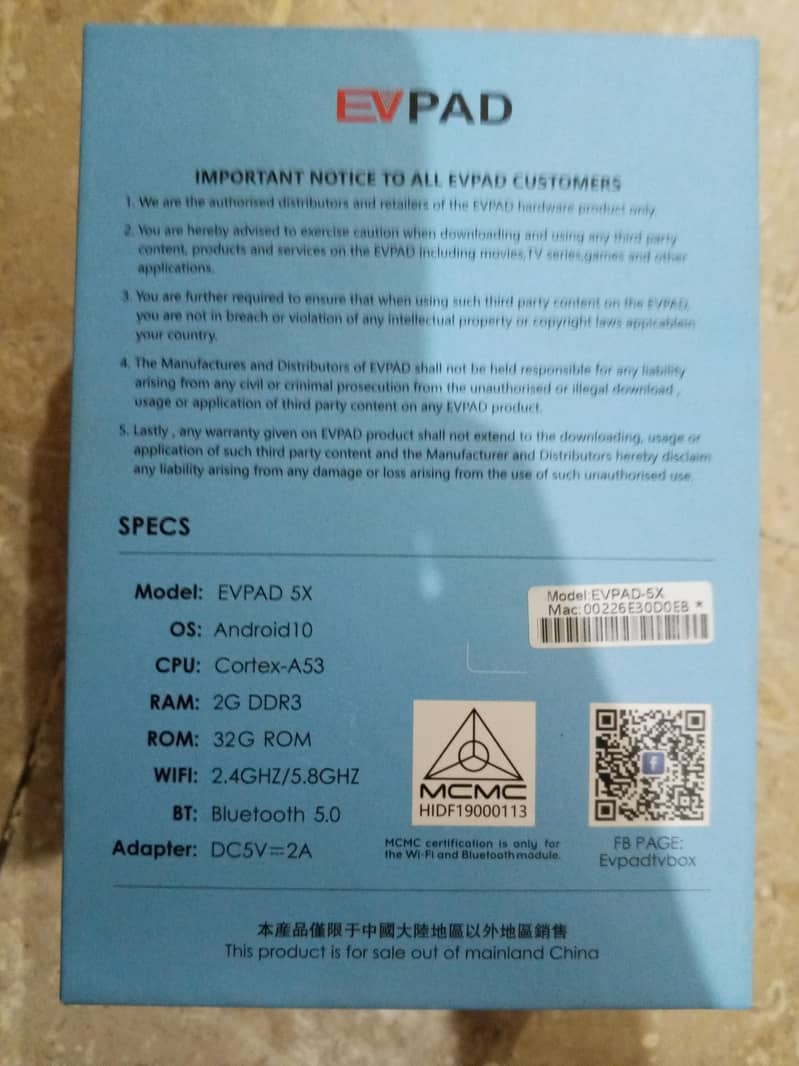 EVPAD
IMPORTANT NOTICE TO ALL EVPAD CUSTOMERS
1. We are the authorised distributors and retailers of the EVPAD hardware product only.
2. You are hereby advised to exercise caution when downloading and using any third party
content, products and services on the EVPAD including movies,TV series,games and other
applications.
3. You are further required to ensure that when using such third party content on the EVPAD,
you are not in breach or violation of any intellectual property or copyright laws applcablein
your country.
4. The Manufactures and Distributors of EVPAD shall not be held responsible for any liability
arising from any civil or crinimal prosecution from the unauthorised or illegal download ,
usage or application of third party content on any EVPAD product.
5. Lastly , any warranty given on EVPAD product shall not extend to the downloading, usage or
application of such third party content and the Manufacturer and Distributors hereby disclaim
any liability arising from any damage or loss arising from the use of such unauthorised use.
SPECS
Model: EVPAD 5X
OS: Android10
CPU: Cortex-A53
RAM: 2G DDR3
ROM: 32G ROM
WIFI: 2.4GHZ/5.8GHZ
BT: Bluetooth 5.0
Adapter: DC5V=2A
Model:EVPAD-5X
Mac:00226E30D0EB *
MCMC
HIDF19000113
MCMC certification is only for
the Wi-Fi and Bluetooth module.
f
FB PAGE:
Evpadtvbox
本產品僅限于中國大陸地區以外地區銷售
This product is for sale out of mainland China